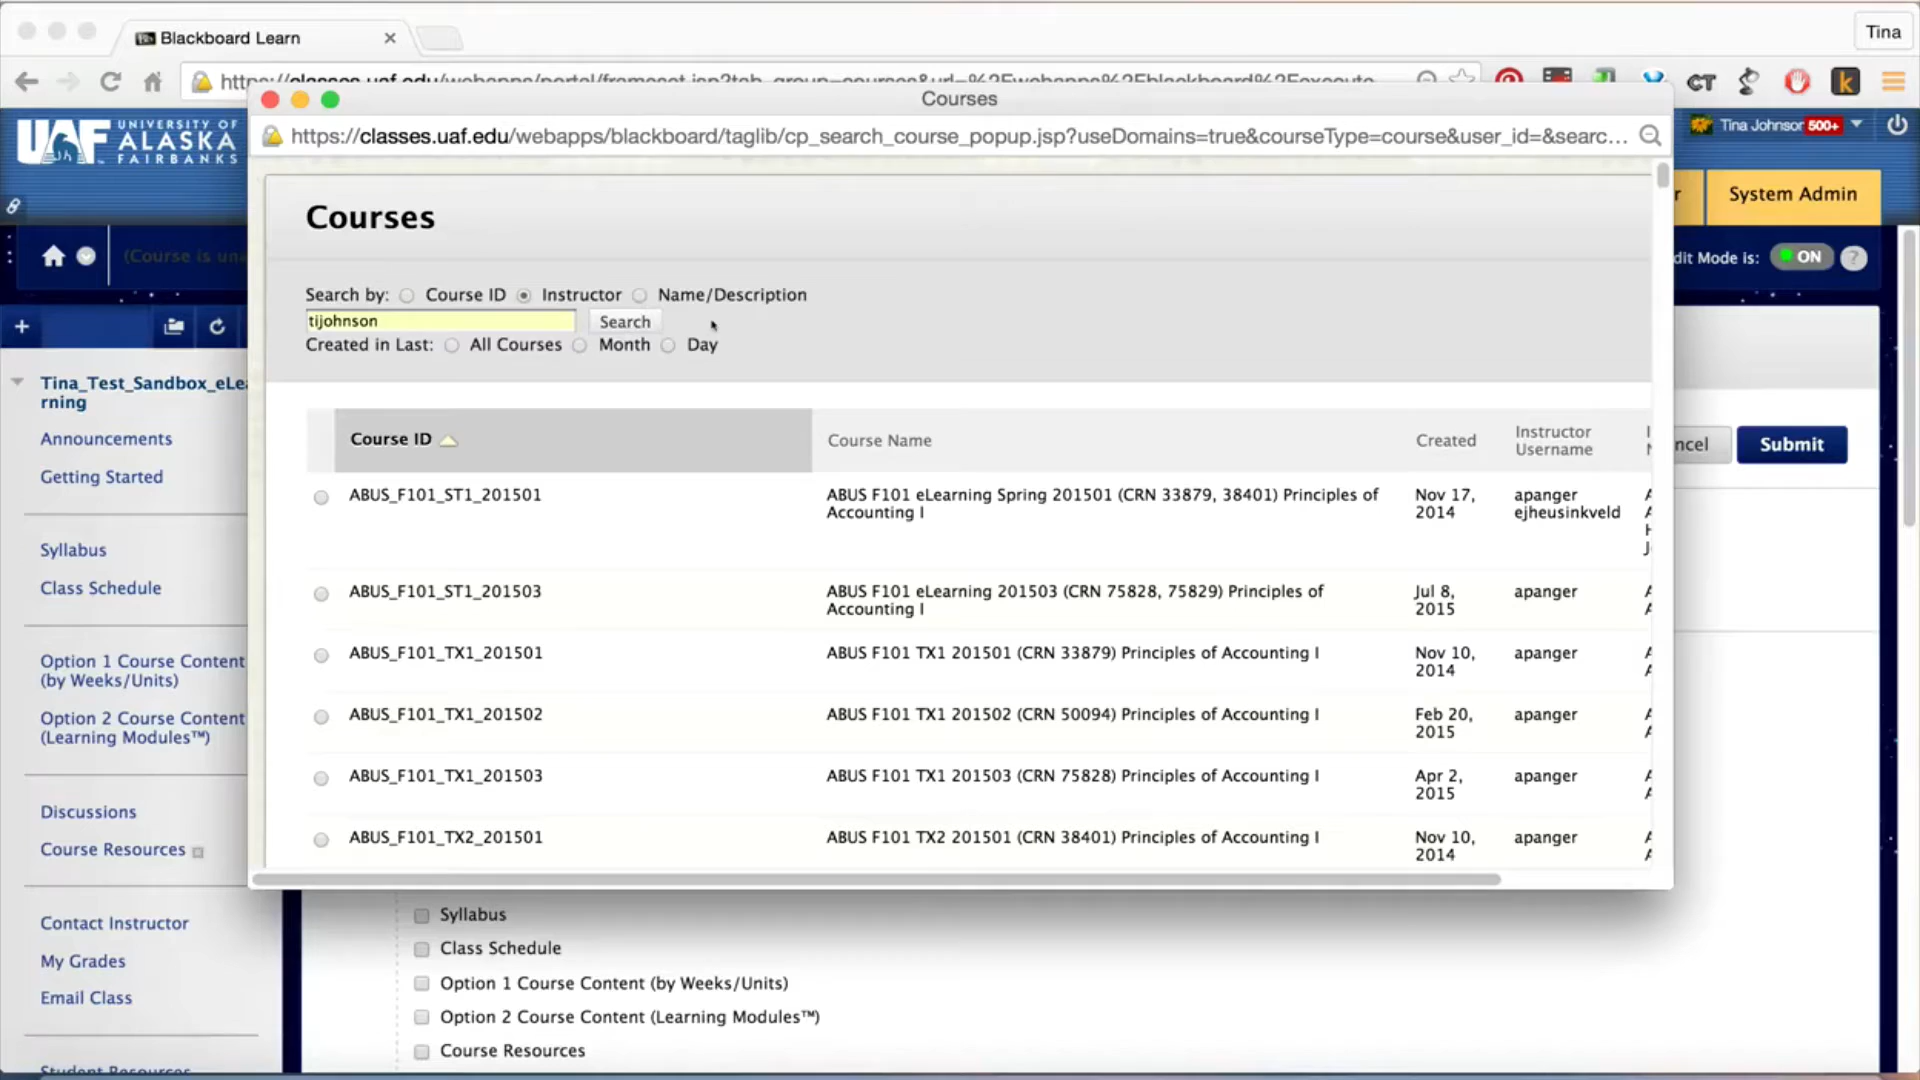 Blackboard Learn
Tina
Courses
https://classes.uaf.edu/webapps/blackboard/taglib/cp_search_course_popup.jsp?useDomains=true&courseType=course&user_id=&searc...
UAF UNIVERSITY OF
ALASKA
FAIRBANKS
Tina Johnson 500+
System Admin
Courses
(Course is una
dit Mode is: ON ?
Search by: Course ID Instructor Name/Description
tijohnson Search
Created in Last: All Courses Month Day
Tina_Test_Sandbox_eLea
rning
Announcements
Getting Started
Syllabus
Class Schedule
Option 1 Course Content
(by Weeks/Units)
Option 2 Course Content
(Learning Modules™)
Discussions
Course Resources
Contact Instructor
My Grades
Email Class
Student Resources
Course ID Course Name Created Instructor
Username
ncel Submit
ABUS_F101_ST1_201501 ABUS F101 eLearning Spring 201501 (CRN 33879, 38401) Principles of Nov 17, apanger
Accounting I 2014 ejheusinkveld
ABUS_F101_ST1_201503 ABUS F101 eLearning 201503 (CRN 75828, 75829) Principles of Jul 8, apanger
Accounting I 2015
ABUS_F101_TX1_201501 ABUS F101 TX1 201501 (CRN 33879) Principles of Accounting I Nov 10, apanger
2014
ABUS_F101_TX1_201502 ABUS F101 TX1 201502 (CRN 50094) Principles of Accounting I Feb 20, apanger
2015
ABUS_F101_TX1_201503 ABUS F101 TX1 201503 (CRN 75828) Principles of Accounting I Apr 2, apanger
2015
ABUS_F101_TX2_201501 ABUS F101 TX2 201501 (CRN 38401) Principles of Accounting I Nov 10, apanger
2014
Syllabus
Class Schedule
Option 1 Course Content (by Weeks/Units)
Option 2 Course Content (Learning Modules™)
Course Resources